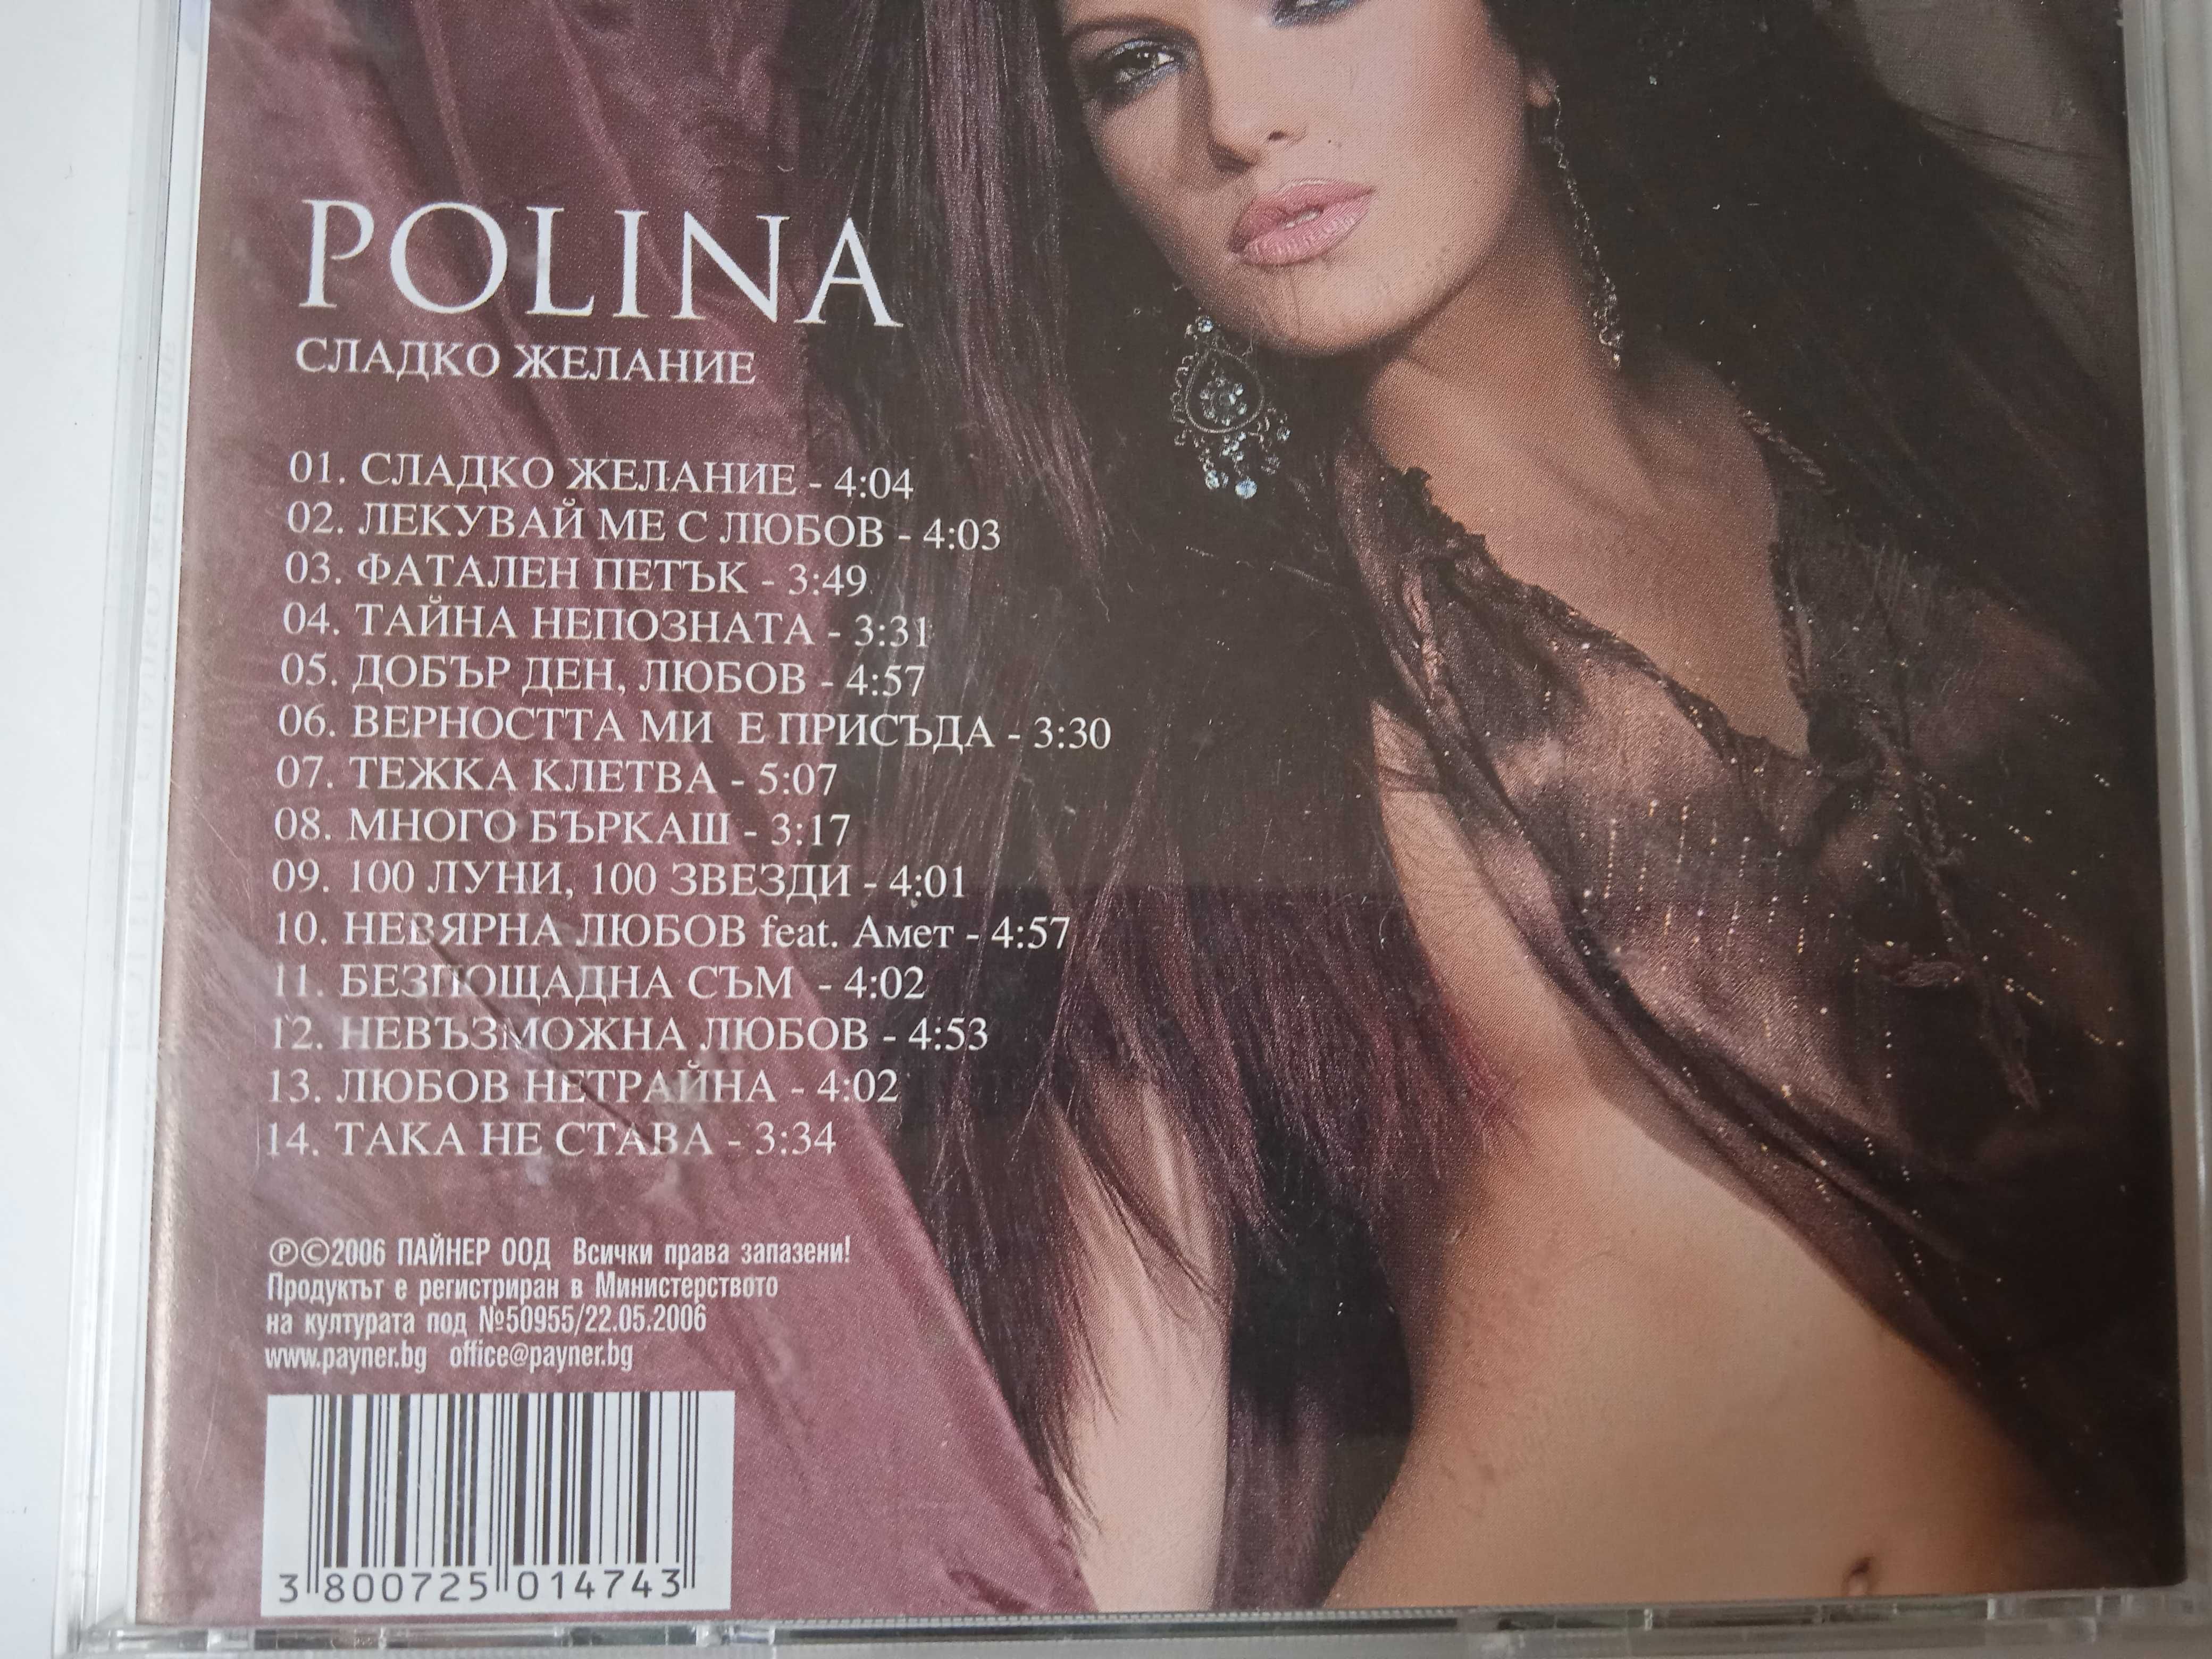 POLINA
СЛАДКО ЖЕЛАНИЕ
01. СЛАДКО ЖЕЛАНИЕ - 4:04
02. ЛЕКУВАЙ МЕ С ЛЮБОВ - 4:03
03. ФАТАЛЕН ПЕТЪК - 3:49
04. ТАЙНА НЕПОЗНАТА - 3:31
05. ДОБЪР ДЕН, ЛЮБОВ - 4:57
06. ВЕРНОСТТА МИ Е ПРИСЪДА - 3:30
07. ТЕЖКА КЛЕТВА - 5:07
08. МНОГО БЪРКАШ - 3:17
09. 100 ЛУНИ, 100 ЗВЕЗДИ - 4:01
10. НЕВЯРНА ЛЮБОВ feat. Амет - 4:57
11. БЕЗПОЩАДНА СЪМ - 4:02
12. НЕВЪЗМОЖНА ЛЮБОВ - 4:53
13. ЛЮБОВ НЕТРАЙНА - 4:02
14. ТАКА НЕ СТАВА - 3:34
℗©2006 ПАЙНЕР ООД Всички права запазени!
Продуктът е регистриран в Министерството
на културата под №50955/22.05.2006
www.payner.bg office@payner.bg
3 800725 014743